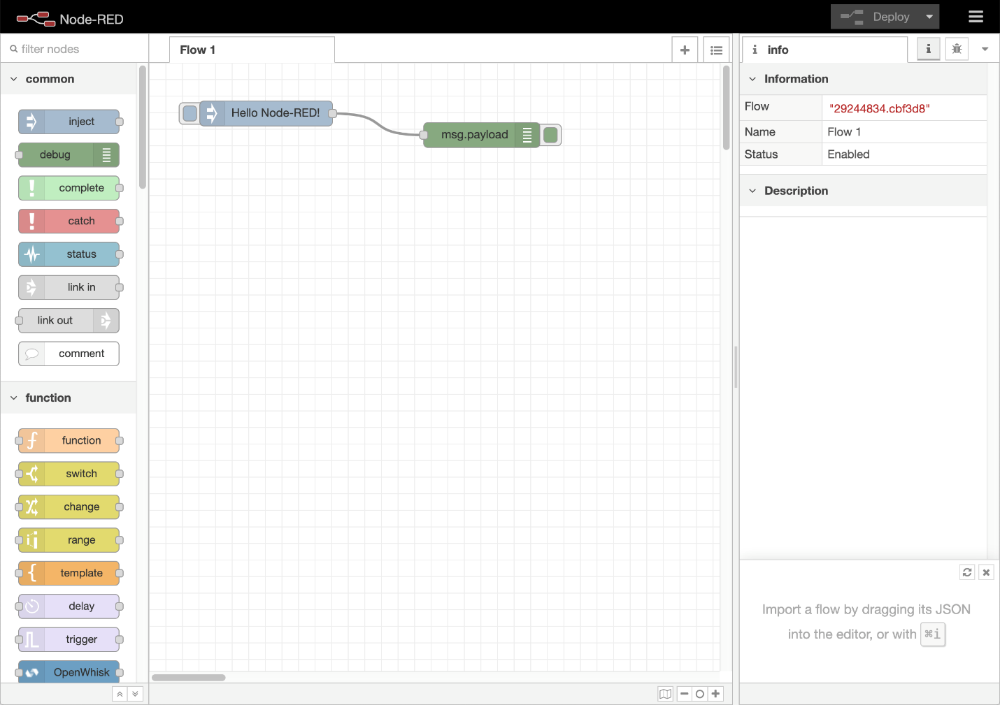 Node-RED
Deploy
filter nodes
Flow 1
info
common
Information
inject
debug
complete
catch
status
link in
link out
comment
function
function
switch
change
range
template
delay
trigger
OpenWhisk
Hello Node-RED!
msg.payload
Flow "29244834.cbf3d8"
Name Flow 1
Status Enabled
Description
Import a flow by dragging its JSON
into the editor, or with ⌘i